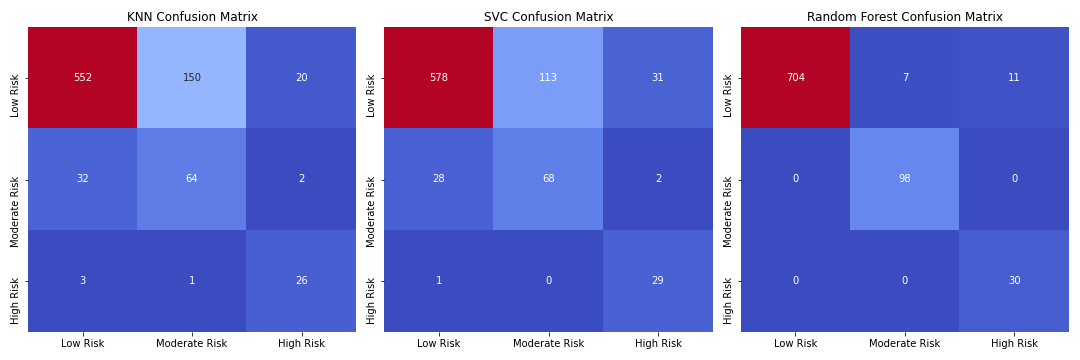 KNN Confusion Matrix
Low Risk
552 150 20
Moderate Risk
32 64 2
High Risk
3 1 26
Low Risk Moderate Risk High Risk
SVC Confusion Matrix
Low Risk
578 113 31
Moderate Risk
28 68 2
High Risk
1 0 29
Low Risk Moderate Risk High Risk
Random Forest Confusion Matrix
Low Risk
704 7 11
Moderate Risk
0 98 0
High Risk
0 0 30
Low Risk Moderate Risk High Risk